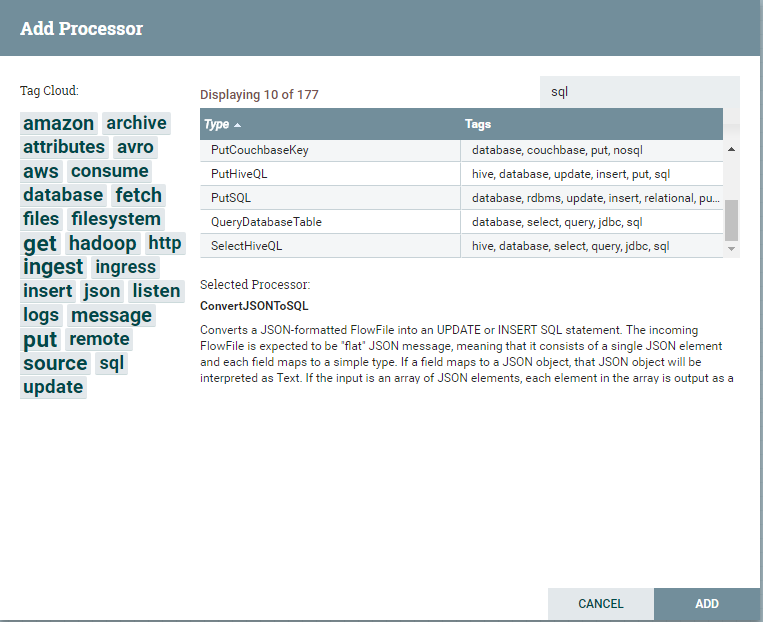 Add Processor
Tag Cloud:
Displaying 10 of 177
sql
amazon archive
attributes avro
aws consume
database fetch
files filesystem
get hadoop http
ingest ingress
insert json listen
logs message
put remote
source sql
update
Type Tags
PutCouchbaseKey database, couchbase, put, nosql
PutHiveQL hive, database, update, insert, put, sql
PutSQL database, rdbms, update, insert, relational, pu...
QueryDatabaseTable database, select, query, jdbc, sql
SelectHiveQL hive, database, select, query, jdbc, sql
Selected Processor:
ConvertJSONToSQL
Converts a JSON-formatted FlowFile into an UPDATE or INSERT SQL statement. The incoming
FlowFile is expected to be "flat" JSON message, meaning that it consists of a single JSON element
and each field maps to a simple type. If a field maps to a JSON object, that JSON object will be
interpreted as Text. If the input is an array of JSON elements, each element in the array is output as a
CANCEL ADD